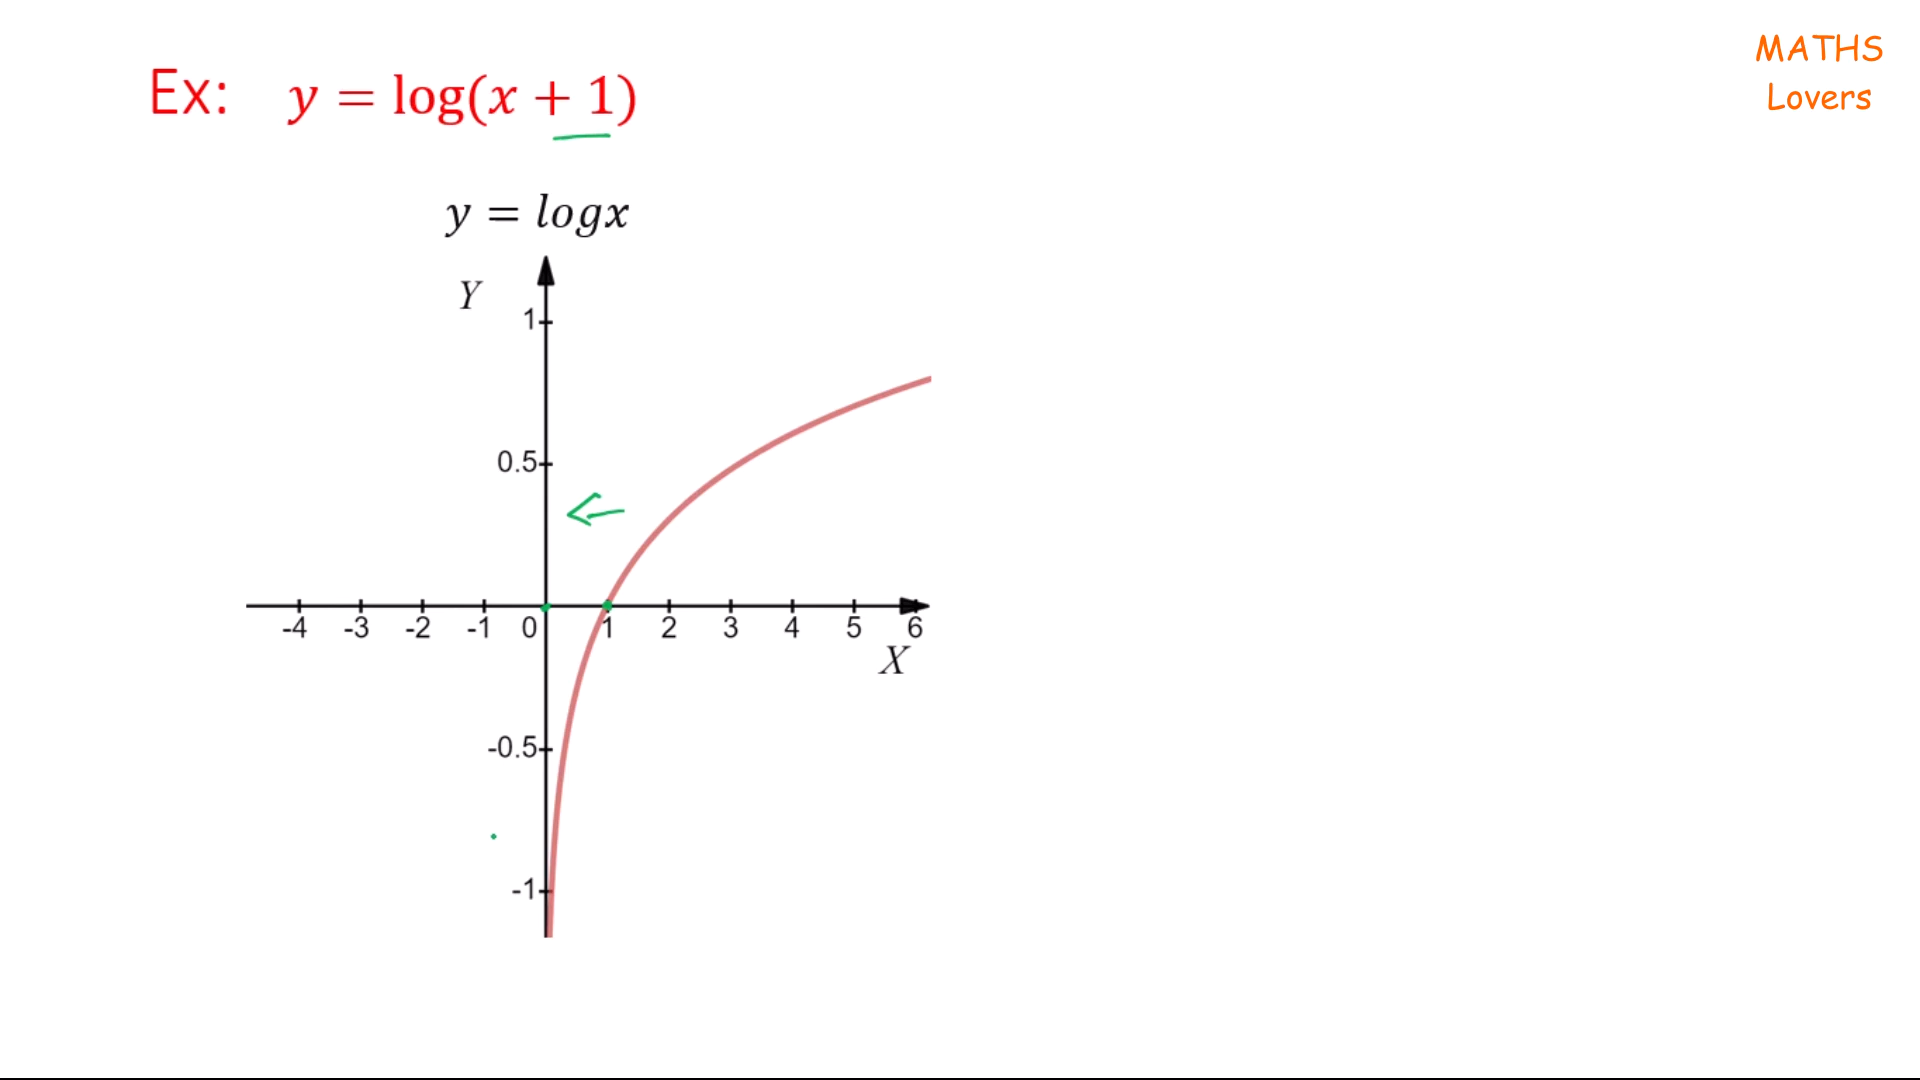 MATHS
Lovers
Ex: y = log(x + 1)
y = logx
Y
1
0.5
-4 -3 -2 -1 0 1 2 3 4 5 6
X
-0.5
-1